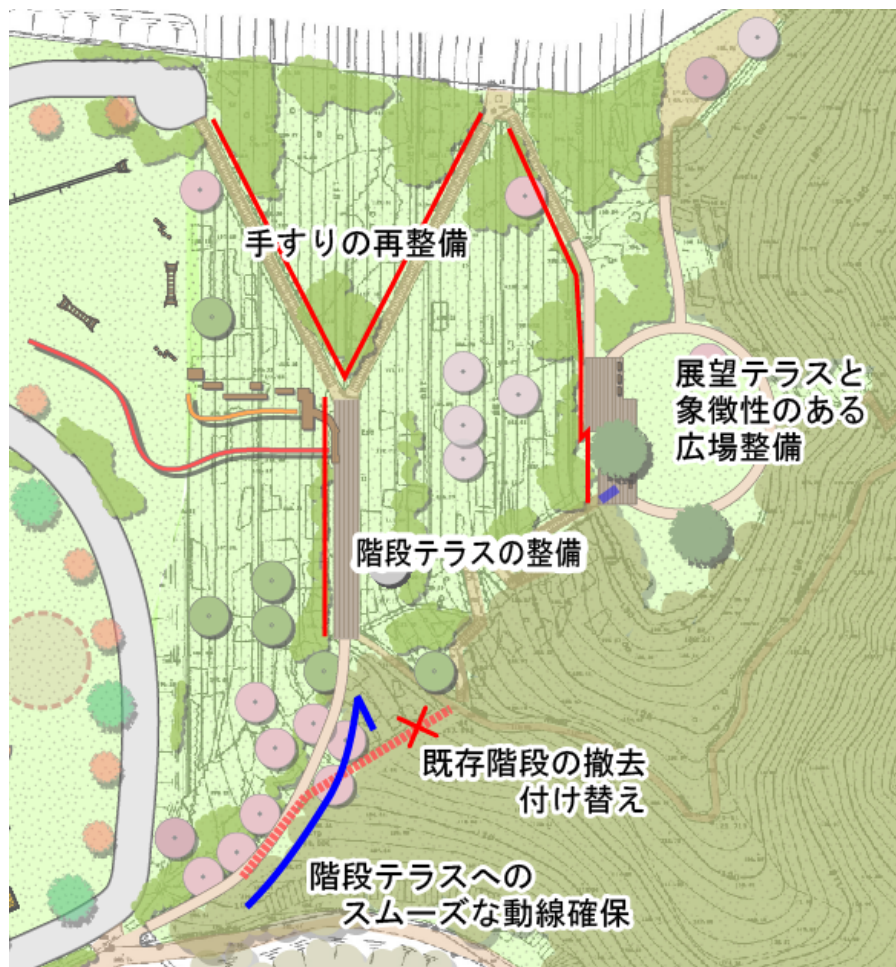 手すりの再整備
展望テラスと
象徴性のある
広場整備
階段テラスの整備
既存階段の撤去
付け替え
階段テラスへの
スムーズな動線確保